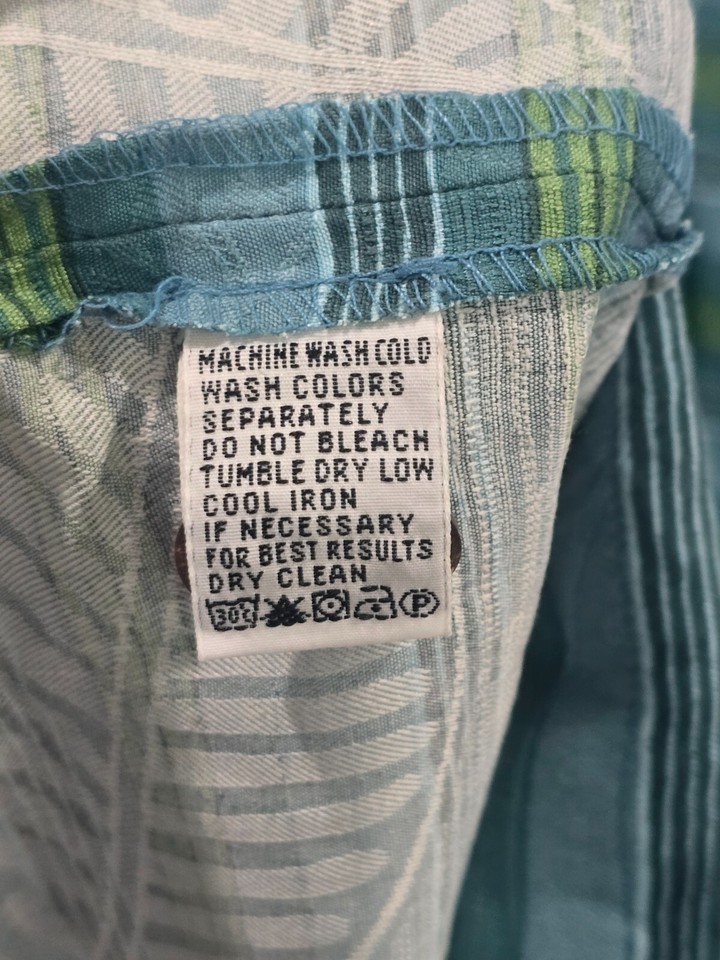 MACHINE WASH COLD
WASH COLORS
SEPARATELY
DO NOT BLEACH
TUMBLE DRY LOW
COOL IRON
IF NECESSARY
FOR BEST RESULTS
DRY CLEAN
30C P